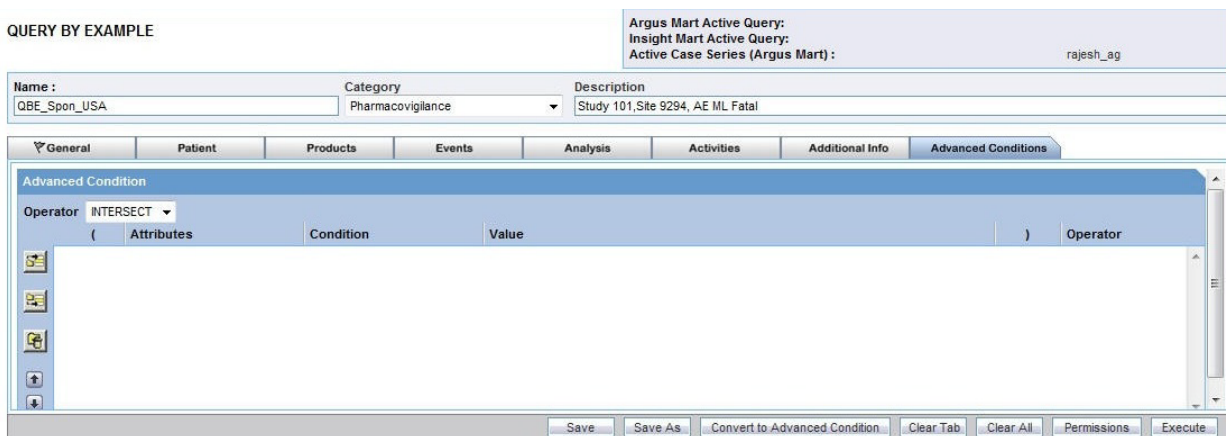 QUERY BY EXAMPLE
Argus Mart Active Query:
Insight Mart Active Query:
Active Case Series (Argus Mart) : rajesh_ag
Name : Category Description
QBE_Spon_USA Pharmacovigilance Study 101,Site 9294, AE ML Fatal
General Patient Products Events Analysis Activities Additional Info Advanced Conditions
Advanced Condition
Operator INTERSECT
( Attributes Condition Value ) Operator
Save Save As Convert to Advanced Condition Clear Tab Clear All Permissions Execute